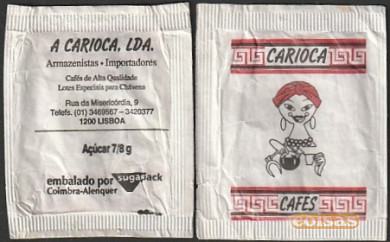 A CARIOCA, LDA.
Armazenistas • Importadores
Cafés de Alta Qualidade
Lotes Especiais para Chávena
Rua da Misericórdia, 9
Telefs. (01) 3469567 – 3420377
1200 LISBOA
Açúcar 7/8 g
embalado por sugapack
Coimbra-Alenquer
CARIOCA
CAFÉS
coisas